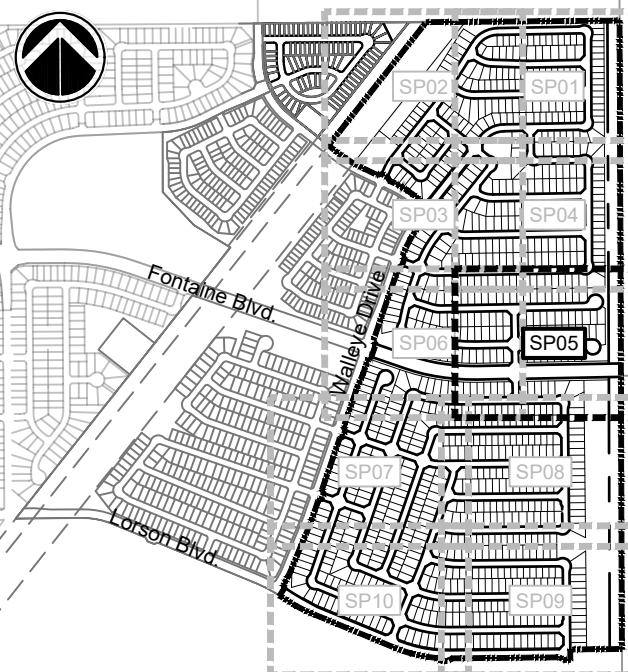 SP02
SP01
SP03
SP04
Fontaine Blvd.
Walleye Drive
SP06
SP05
SP07
SP08
Lorson Blvd.
SP10
SP09